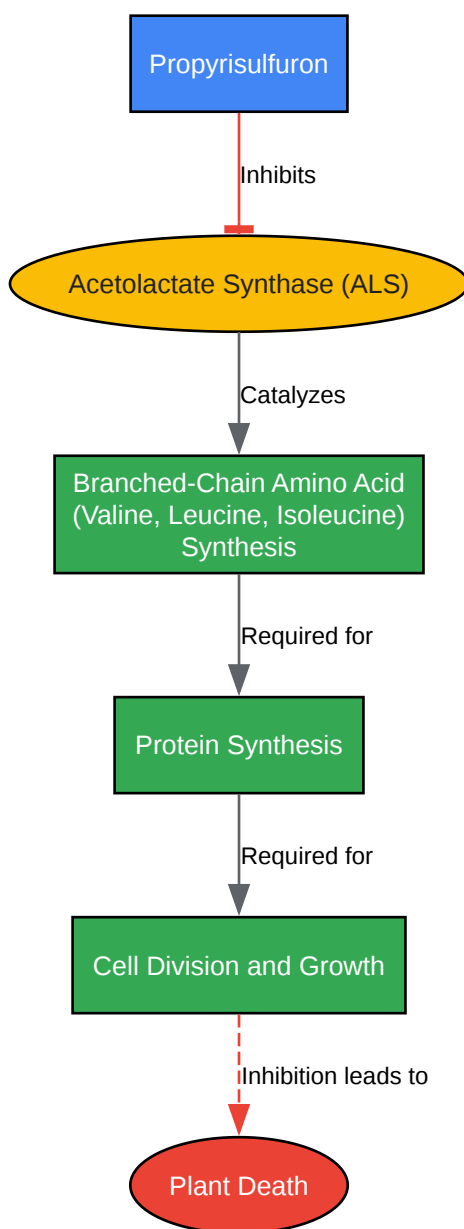 Propyrisulfuron
Inhibits
Acetolactate Synthase (ALS)
Catalyzes
Branched-Chain Amino Acid
(Valine, Leucine, Isoleucine)
Synthesis
Required for
Protein Synthesis
Required for
Cell Division and Growth
Inhibition leads to
Plant Death